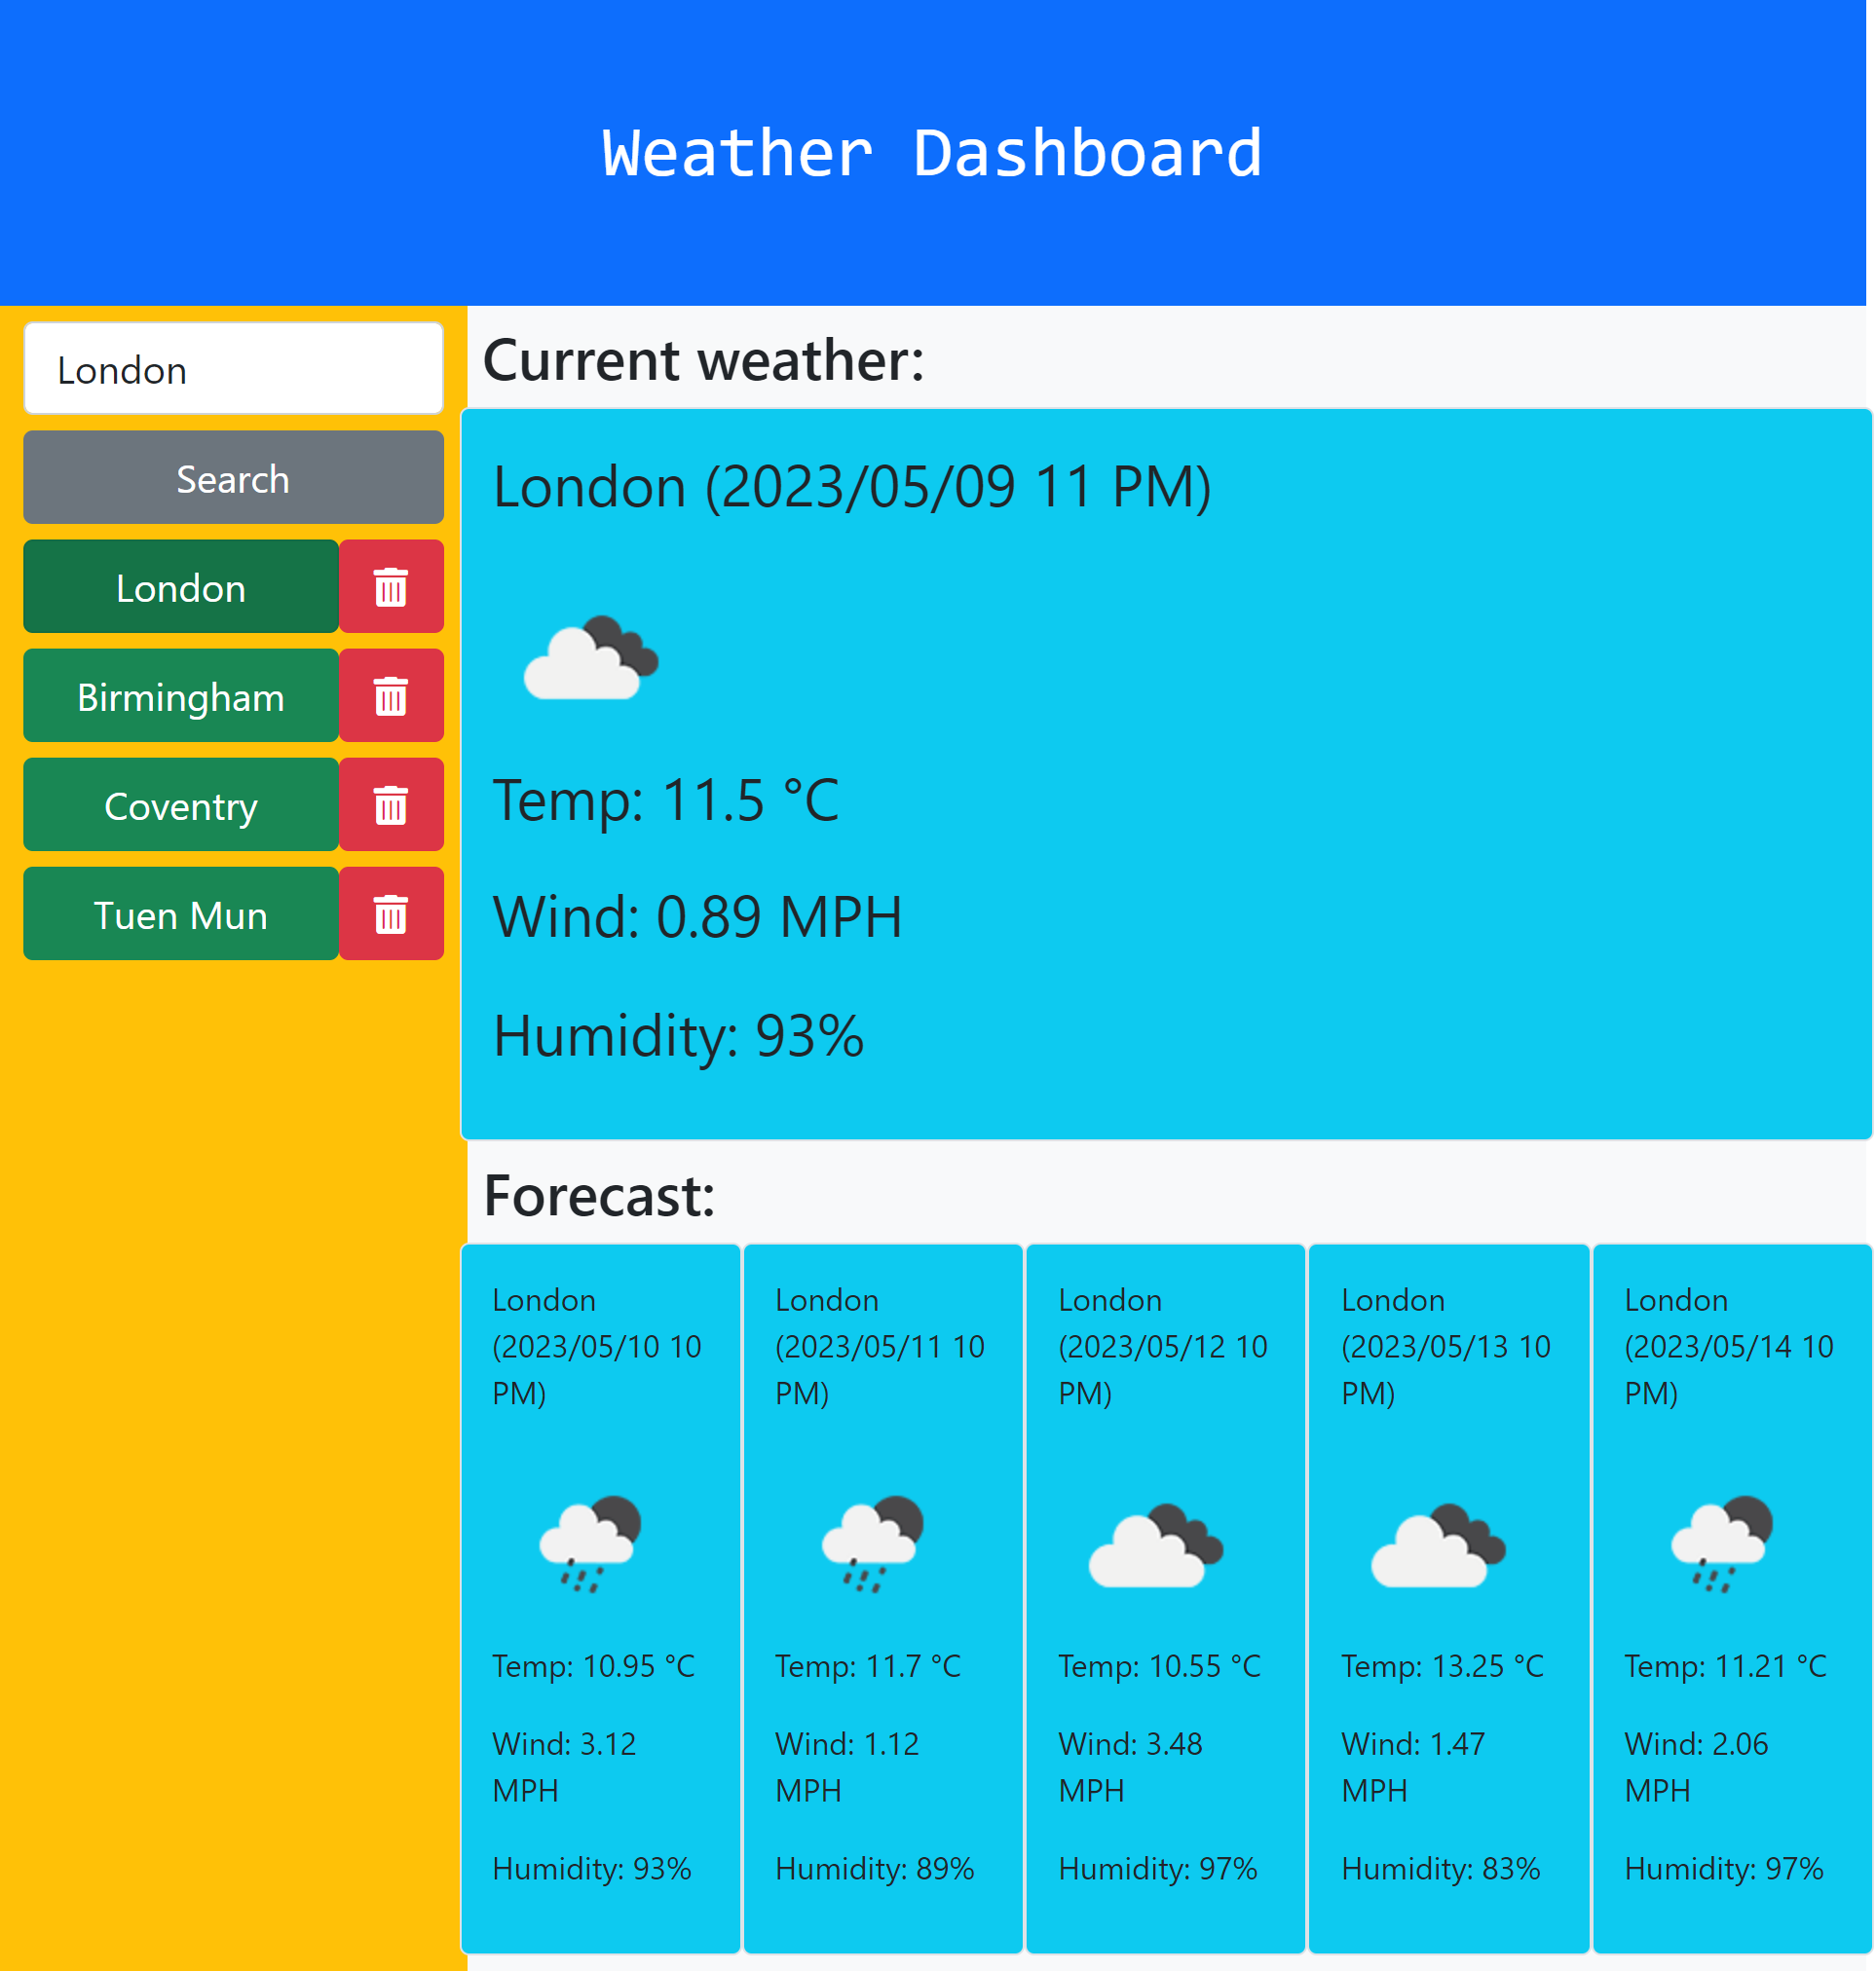 Weather Dashboard
London
Search
London
Birmingham
Coventry
Tuen Mun
Current weather:
London (2023/05/09 11 PM)
Temp: 11.5 °C
Wind: 0.89 MPH
Humidity: 93%
Forecast:
London
(2023/05/10 10
PM)
Temp: 10.95 °C
Wind: 3.12
MPH
Humidity: 93%
London
(2023/05/11 10
PM)
Temp: 11.7 °C
Wind: 1.12
MPH
Humidity: 89%
London
(2023/05/12 10
PM)
Temp: 10.55 °C
Wind: 3.48
MPH
Humidity: 97%
London
(2023/05/13 10
PM)
Temp: 13.25 °C
Wind: 1.47
MPH
Humidity: 83%
London
(2023/05/14 10
PM)
Temp: 11.21 °C
Wind: 2.06
MPH
Humidity: 97%